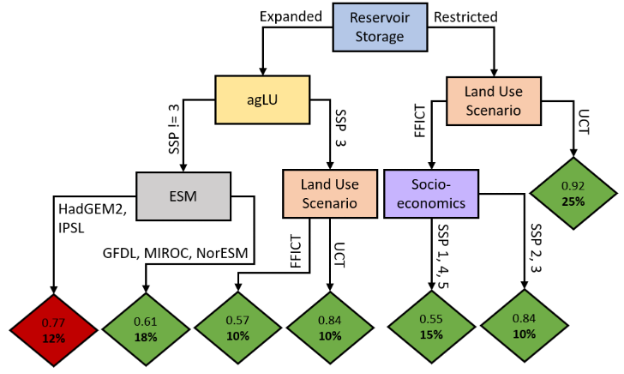 Expanded
Reservoir
Storage
Restricted
agLU
Land Use
Scenario
SSP != 3
SSP 3
FFICT
UCT
ESM
Land Use
Scenario
Socio-
economics
0.92
25%
HadGEM2,
IPSL
GFDL, MIROC, NorESM
FFICT
UCT
SSP 1, 4, 5
SSP 2, 3
0.77
12%
0.61
18%
0.57
10%
0.84
10%
0.55
15%
0.84
10%